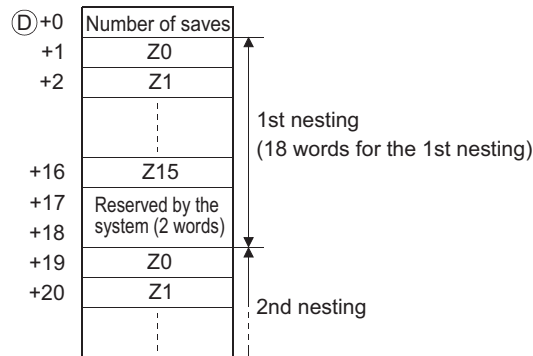 Ⓓ +0 Number of saves
+1 Z0
+2 Z1
1st nesting
(18 words for the 1st nesting)
+16 Z15
+17 Reserved by the
+18 system (2 words)
+19 Z0
+20 Z1
2nd nesting